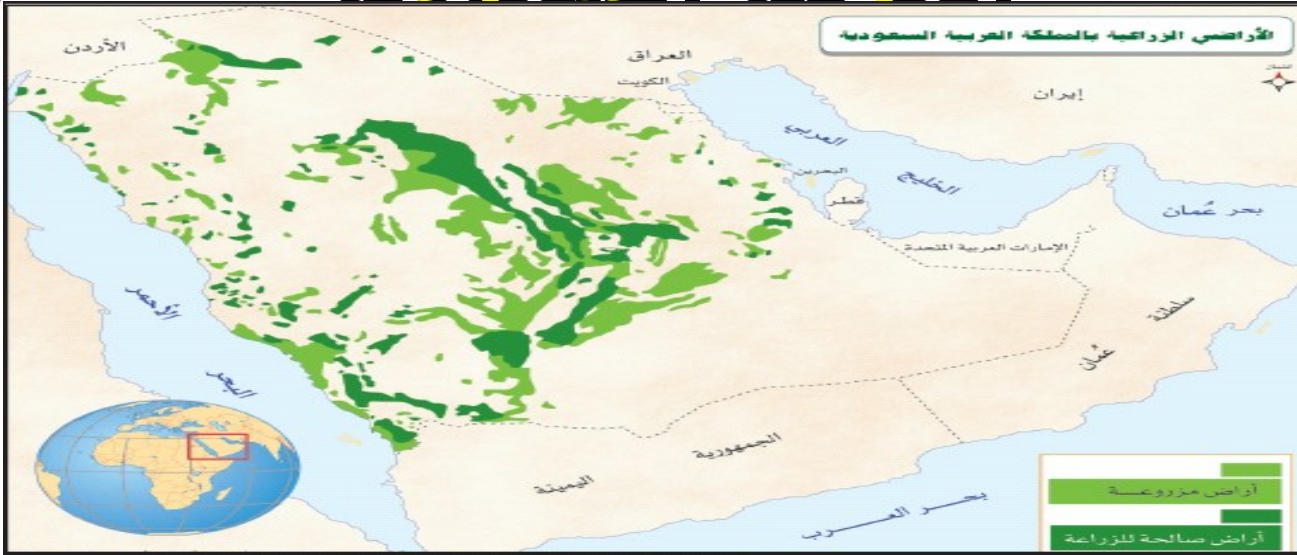 الأراضي الزراعية بالمملكة العربية السعودية
الشمال
الأردن
العراق
الكويت
إيران
الخليج
العربي
البحرين
قطر
بحر عُمان
الإمارات العربية المتحدة
سلطنة
عُمان
البحر
الأحمر
الجمهورية
اليمنية
بحر العرب
أراض مزروعة
أراض صالحة للزراعة